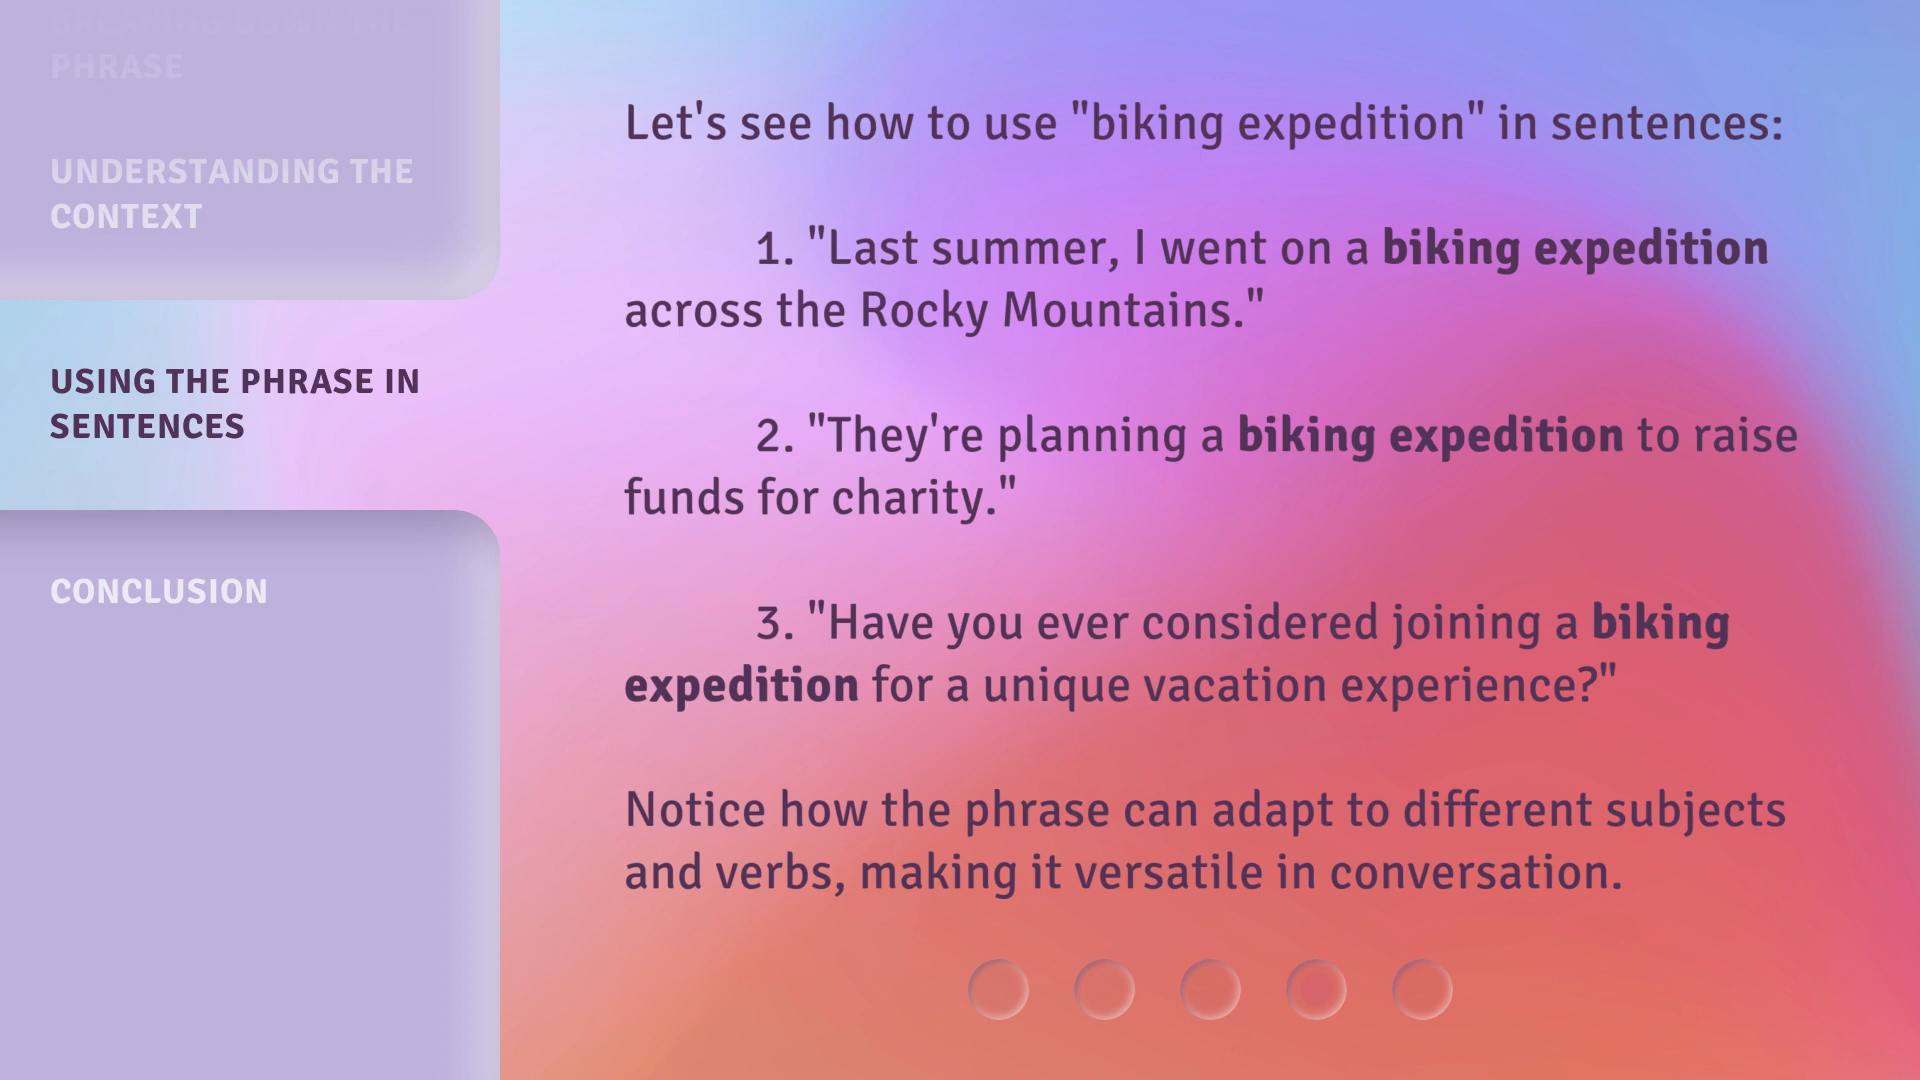 BREAKING DOWN THE
PHRASE
UNDERSTANDING THE
CONTEXT
USING THE PHRASE IN
SENTENCES
CONCLUSION
Let's see how to use "biking expedition" in sentences:
1. "Last summer, I went on a biking expedition
across the Rocky Mountains."
2. "They're planning a biking expedition to raise
funds for charity."
3. "Have you ever considered joining a biking
expedition for a unique vacation experience?"
Notice how the phrase can adapt to different subjects
and verbs, making it versatile in conversation.